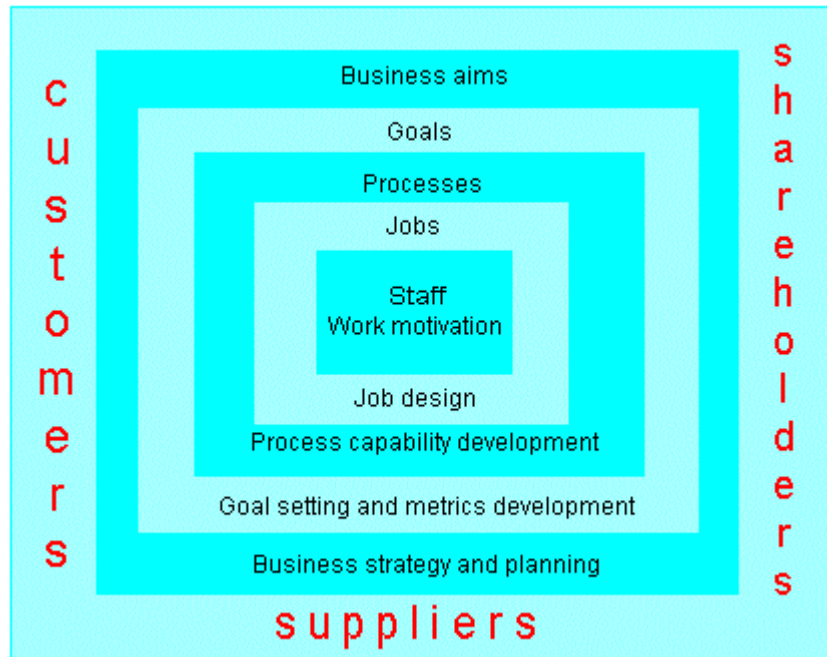 customers
Business aims
Goals
Processes
Jobs
Staff
Work motivation
Job design
Process capability development
Goal setting and metrics development
Business strategy and planning
shareholders
suppliers